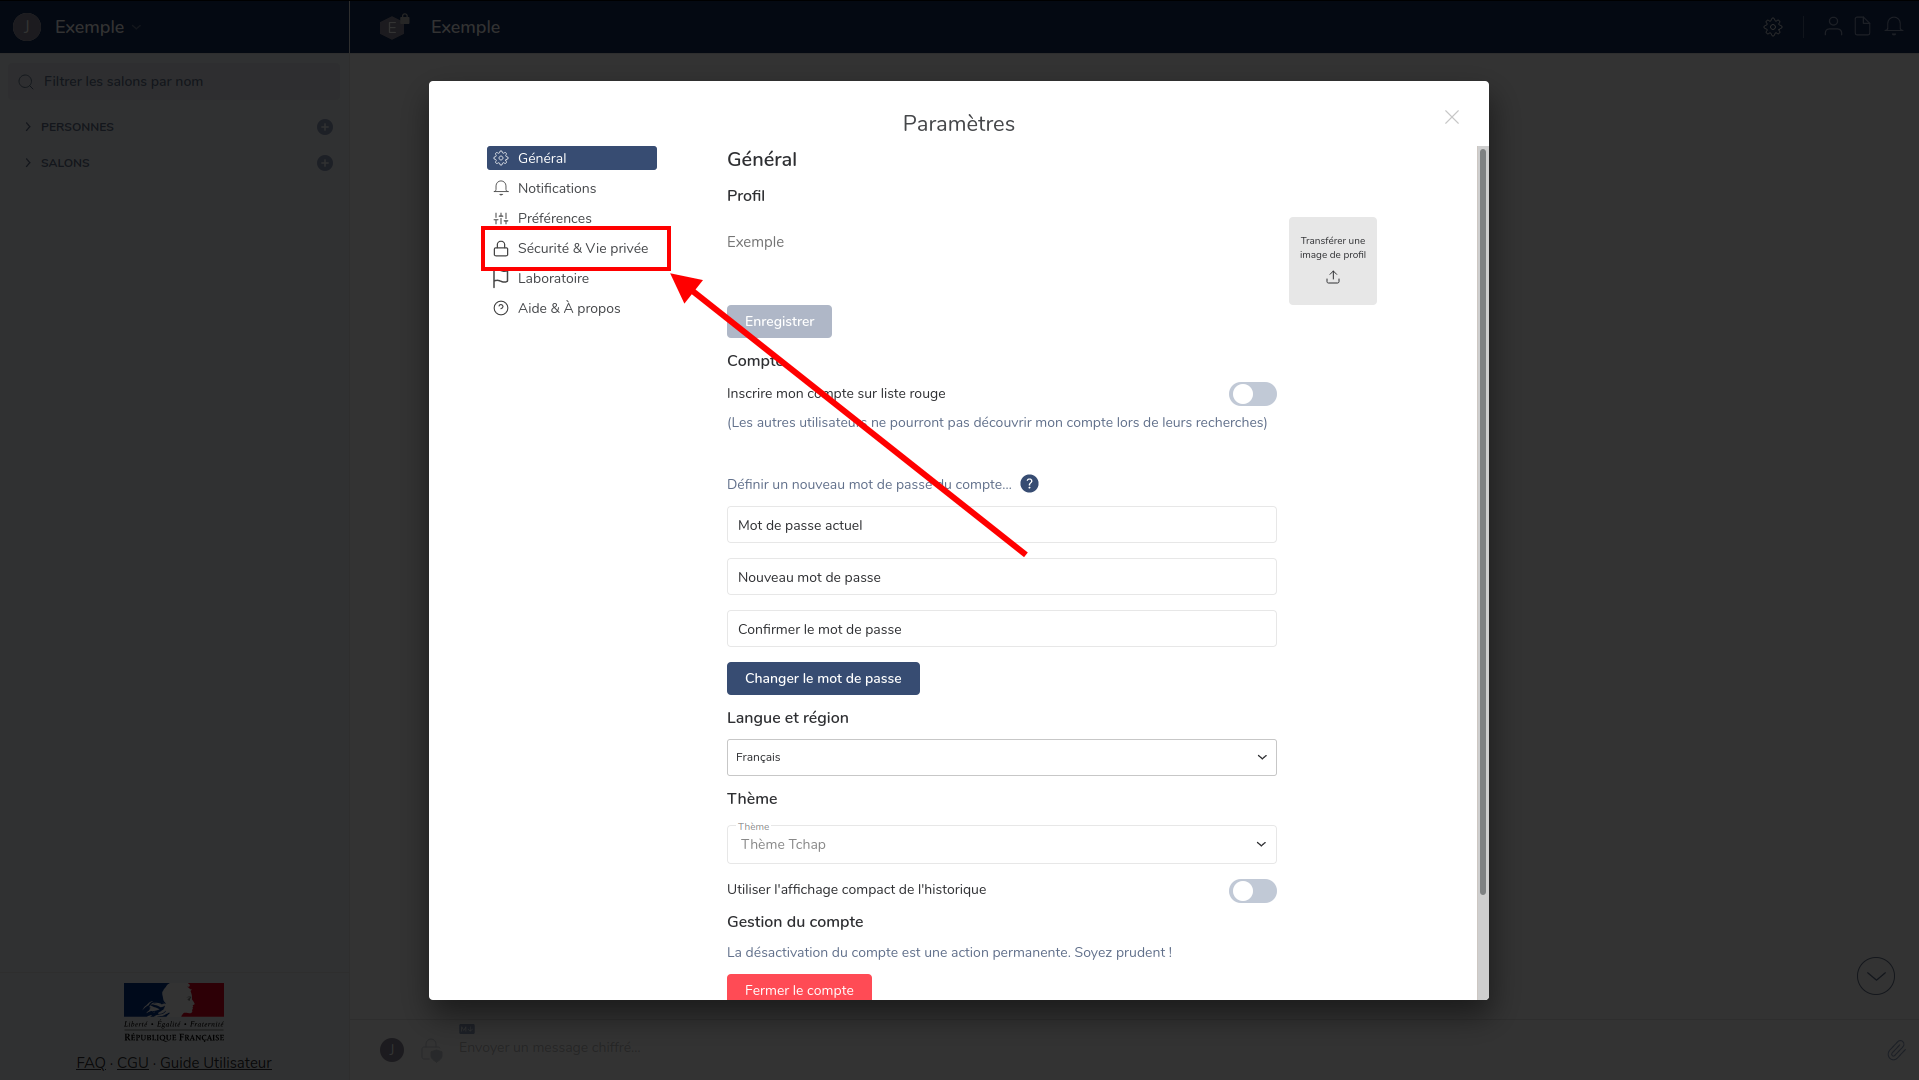 J
Exemple
E
Exemple
Filtrer les salons par nom
PERSONNES
SALONS
Paramètres
Général
Notifications
Préférences
Sécurité & Vie privée
Laboratoire
Aide & À propos
Général
Profil
Exemple
Transférer une
image de profil
Enregistrer
Compte
Inscrire mon compte sur liste rouge
(Les autres utilisateurs ne pourront pas découvrir mon compte lors de leurs recherches)
Définir un nouveau mot de passe du compte... ?
Mot de passe actuel
Nouveau mot de passe
Confirmer le mot de passe
Changer le mot de passe
Langue et région
Français
Thème
Thème
Thème Tchap
Utiliser l'affichage compact de l'historique
Gestion du compte
La désactivation du compte est une action permanente. Soyez prudent !
Fermer le compte
Liberté • Égalité • Fraternité
RÉPUBLIQUE FRANÇAISE
FAQ · CGU · Guide Utilisateur
J
Envoyer un message chiffré...